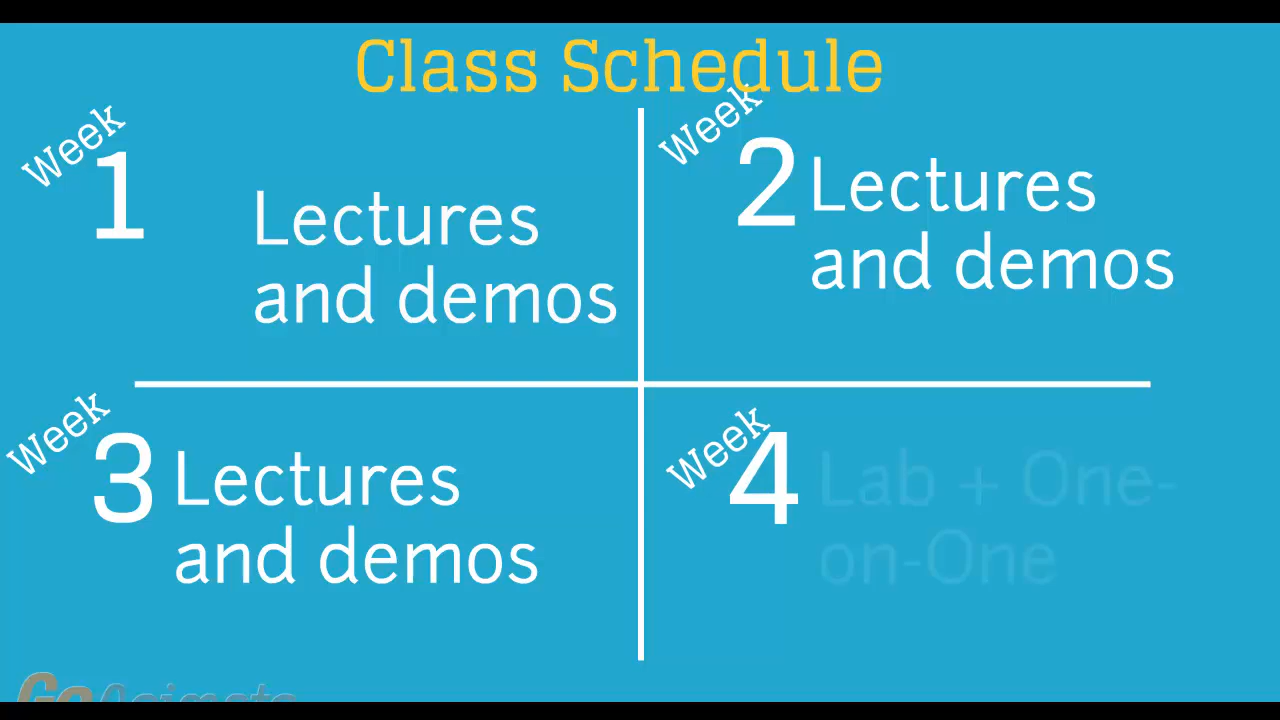 Class Schedule
Week
1
Lectures
and demos
Week
2
Lectures
and demos
Week
3
Lectures
and demos
Week
4
Lab + One-
on-One